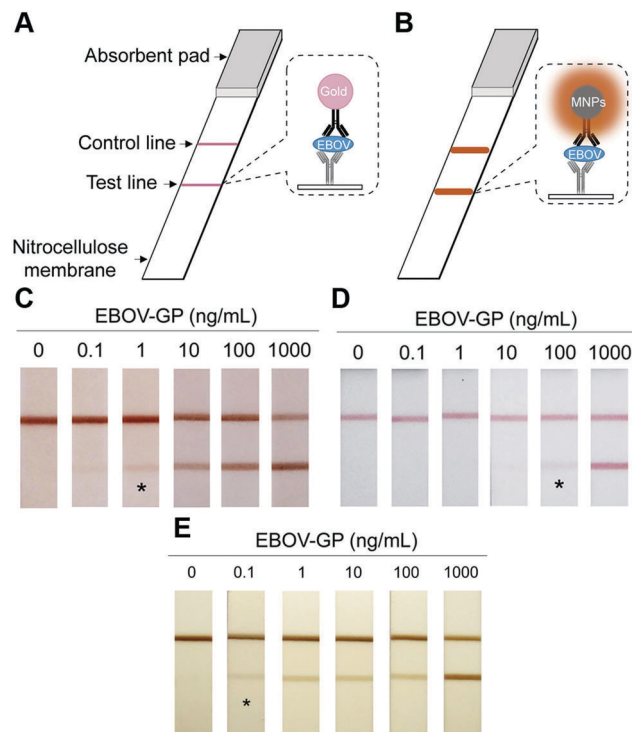 A
Absorbent pad
Control line
Test line
Nitrocellulose
membrane
Gold
EBOV
B
MNPs
EBOV
C
EBOV-GP (ng/mL)
0 0.1 1 10 100 1000
*
D
EBOV-GP (ng/mL)
0 0.1 1 10 100 1000
*
E
EBOV-GP (ng/mL)
0 0.1 1 10 100 1000
*